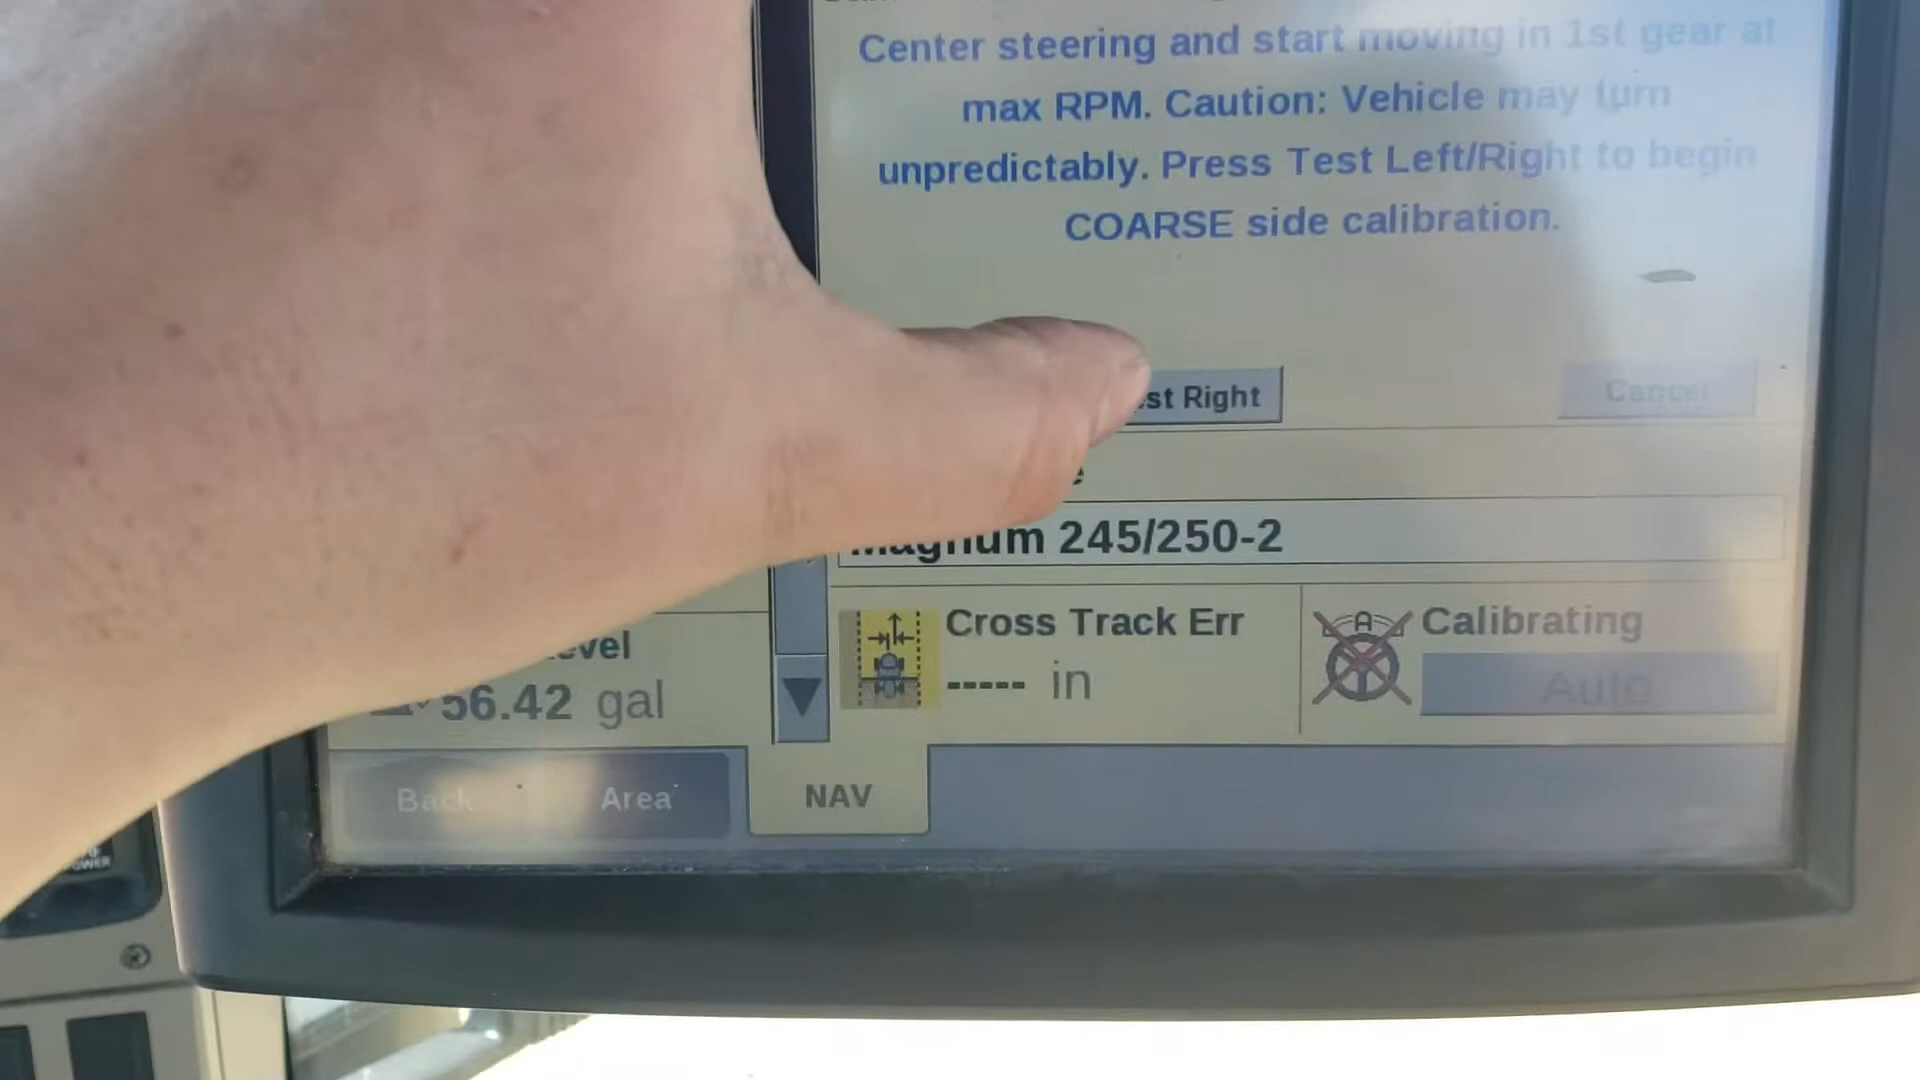 Center steering and start moving in 1st gear at
max RPM. Caution: Vehicle may turn
unpredictably. Press Test Left/Right to begin
COARSE side calibration.
st Right
Cancel
e
Magnum 245/250-2
Cross Track Err
----- in
Calibrating
Auto
evel
56.42 gal
Back
Area
NAV
OWER